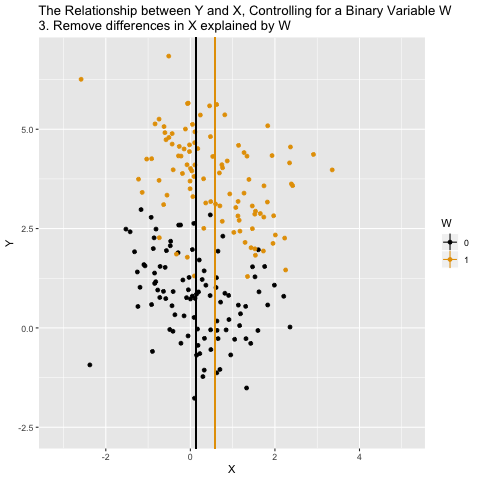 The Relationship between Y and X, Controlling for a Binary Variable W
3. Remove differences in X explained by W
5.0
2.5
0.0
-2.5
Y
0
2
4
X
W
0
1